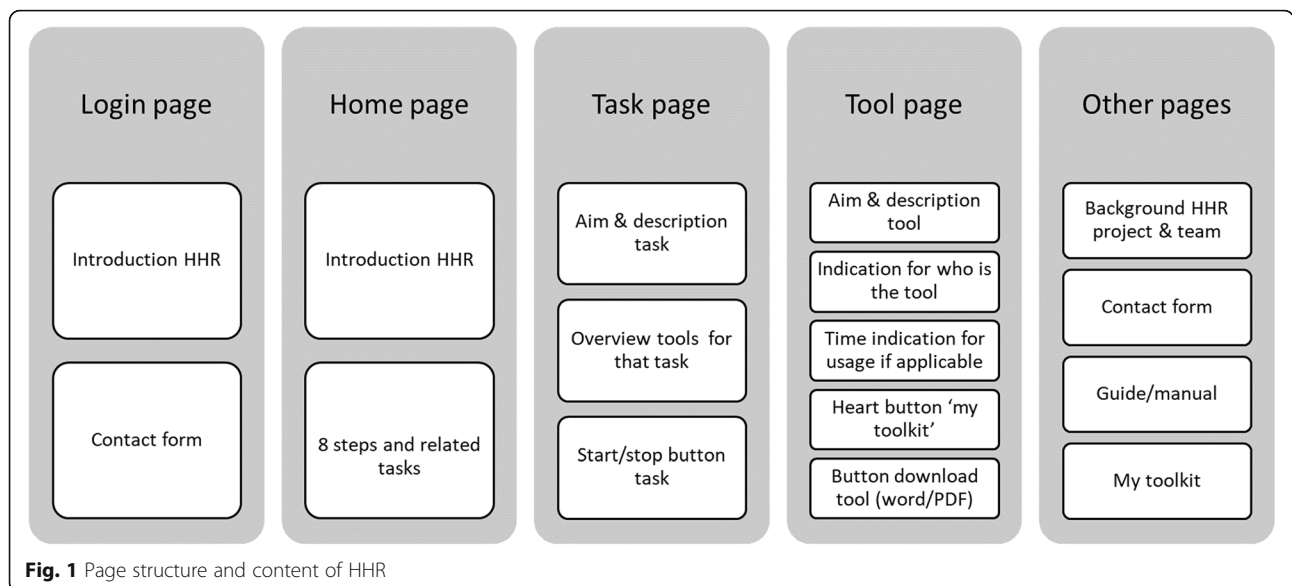 Login page
Introduction HHR
Contact form
Home page
Introduction HHR
8 steps and related
tasks
Task page
Aim & description
task
Overview tools for
that task
Start/stop button
task
Tool page
Aim & description
tool
Indication for who is
the tool
Time indication for
usage if applicable
Heart button ‘my
toolkit’
Button download
tool (word/PDF)
Other pages
Background HHR
project & team
Contact form
Guide/manual
My toolkit
Fig. 1 Page structure and content of HHR